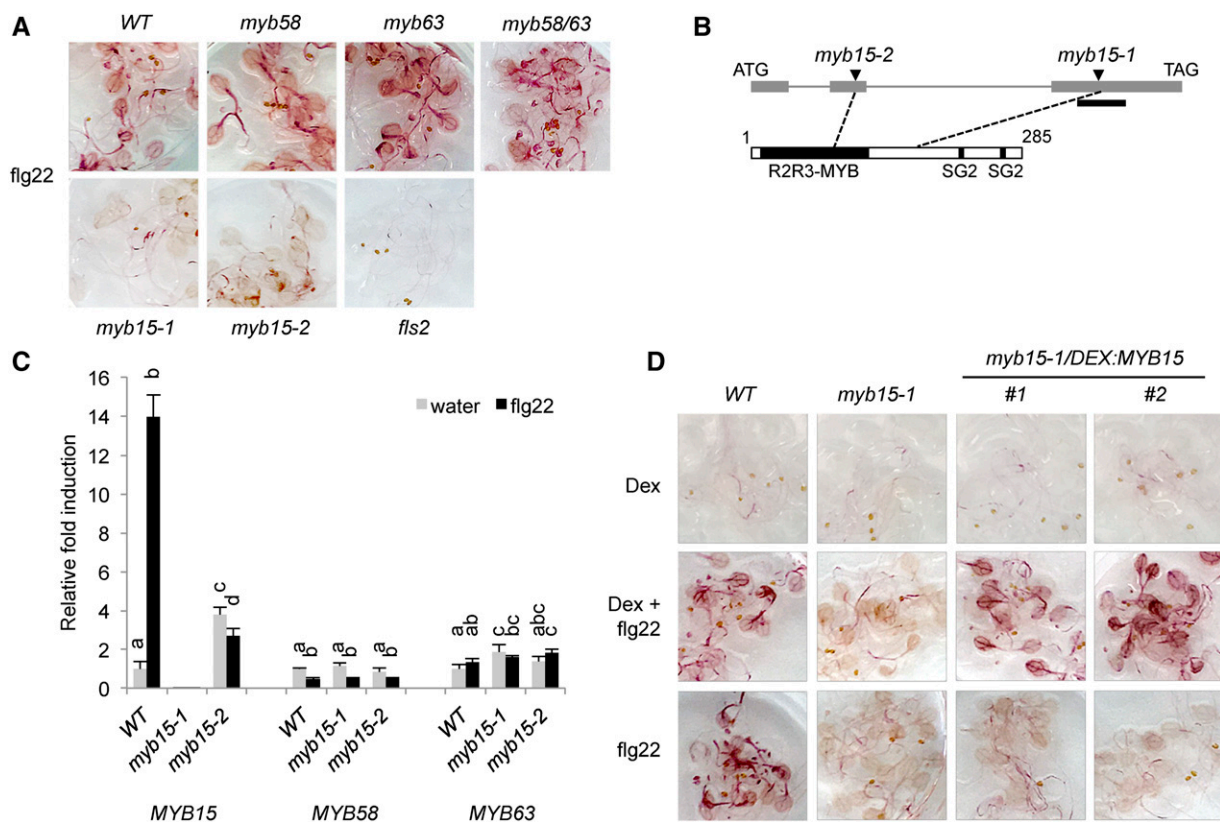 A
WT myb58 myb63 myb58/63
flg22
myb15-1 myb15-2 fls2
B
myb15-2 myb15-1
ATG TAG
1 285
R2R3-MYB SG2 SG2
C
Relative fold induction
16
14
12
10
8
6
4
2
0
water flg22
a b c d a b a b a b a ab c bc abc c
WT myb15-1 myb15-2 WT myb15-1 myb15-2 WT myb15-1 myb15-2
MYB15 MYB58 MYB63
D
myb15-1/DEX:MYB15
WT myb15-1 #1 #2
Dex
Dex +
flg22
flg22